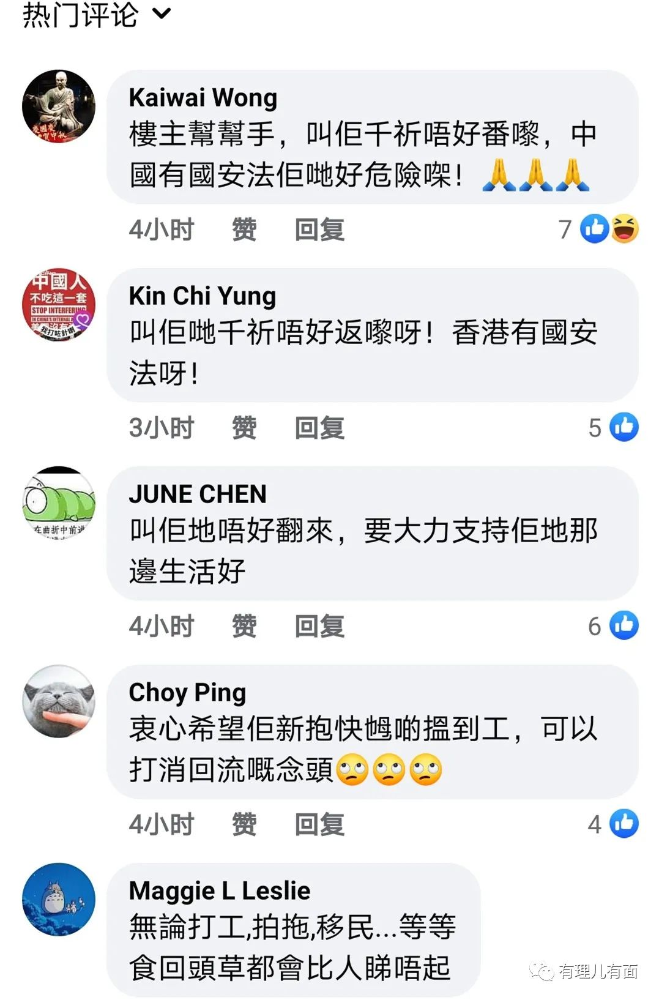 热门评论
Kaiwai Wong
樓主幫幫手，叫佢千祈唔好番嚟，中
國有國安法佢哋好危險㗎！🙏🙏🙏
4小时 赞 回复 7
中國人
不吃這一套
STOP INTERFERING
IN CHINA'S INTERNAL
我打咗針喇
Kin Chi Yung
叫佢哋千祈唔好返嚟呀！香港有國安
法呀！
3小时 赞 回复 5
在曲折中前进
JUNE CHEN
叫佢地唔好翻來，要大力支持佢地那
邊生活好
4小时 赞 回复 6
Choy Ping
衷心希望佢新抱快乸啲搵到工，可以
打消回流嘅念頭🙄🙄🙄
4小时 赞 回复 4
Maggie L Leslie
無論打工,拍拖,移民...等等
食回頭草都會比人睇唔起
有理儿有面